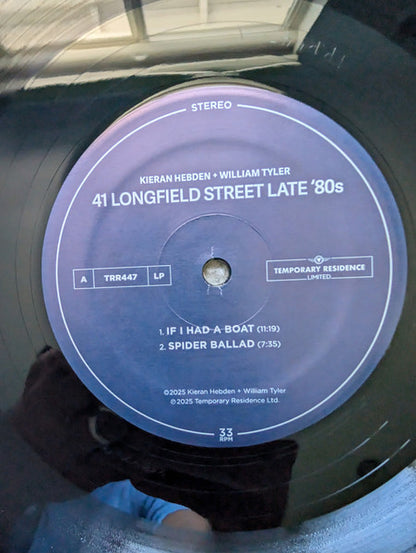 STEREO
KIERAN HEBDEN + WILLIAM TYLER
41 LONGFIELD STREET LATE ‘80s
A TRR447 LP
TEMPORARY RESIDENCE
LIMITED
1. IF I HAD A BOAT (11:19)
2. SPIDER BALLAD (7:35)
©2025 Kieran Hebden + William Tyler
℗2025 Temporary Residence Ltd.
33
RPM